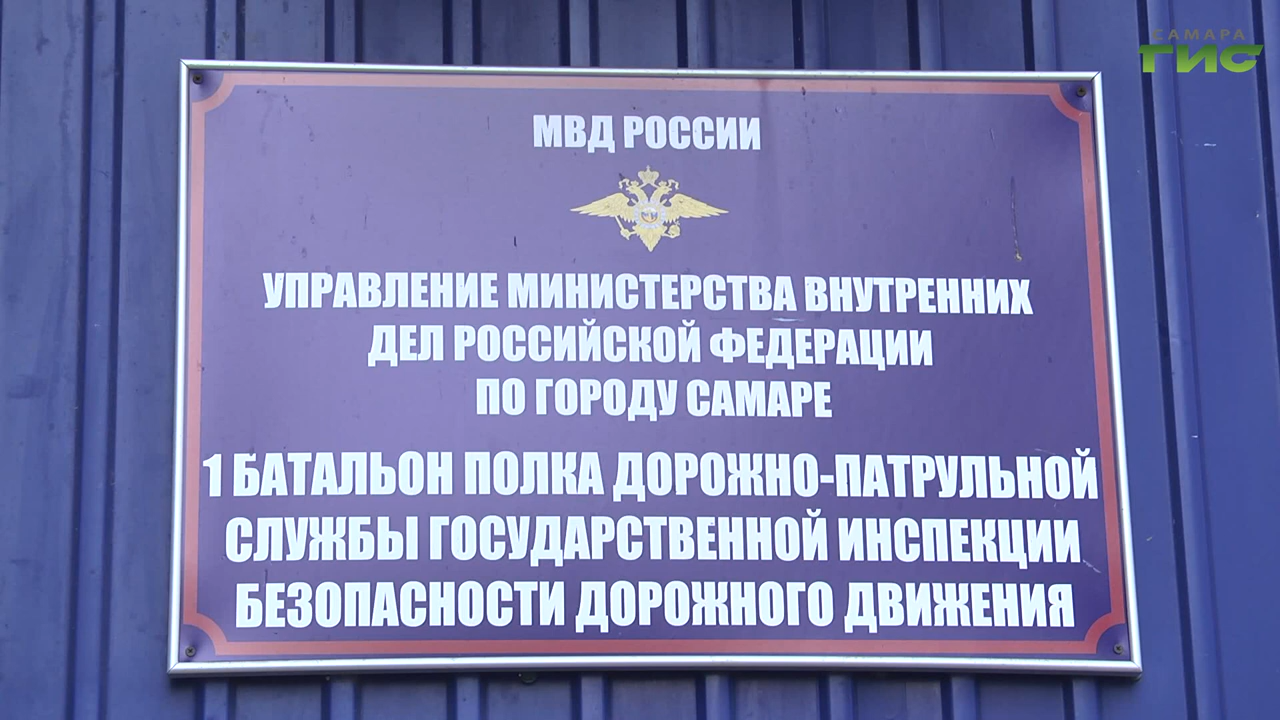 САМАРА
ГИС
МВД РОССИИ
УПРАВЛЕНИЕ МИНИСТЕРСТВА ВНУТРЕННИХ
ДЕЛ РОССИЙСКОЙ ФЕДЕРАЦИИ
ПО ГОРОДУ САМАРЕ
1 БАТАЛЬОН ПОЛКА ДОРОЖНО-ПАТРУЛЬНОЙ
СЛУЖБЫ ГОСУДАРСТВЕННОЙ ИНСПЕКЦИИ
БЕЗОПАСНОСТИ ДОРОЖНОГО ДВИЖЕНИЯ